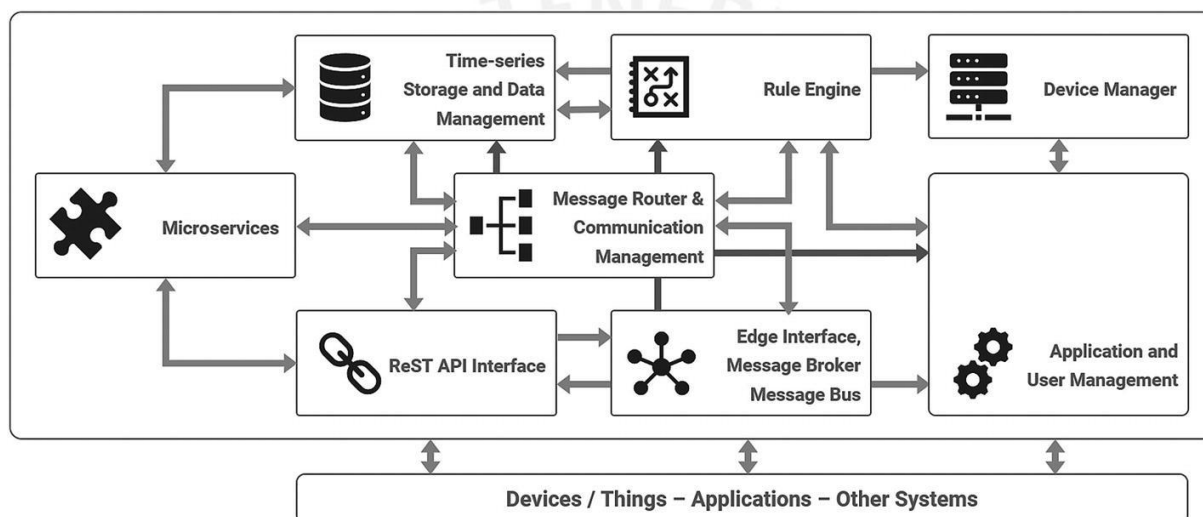 Time-series
Storage and Data
Management
Rule Engine
Device Manager
Microservices
Message Router &
Communication
Management
ReST API Interface
Edge Interface,
Message Broker
Message Bus
Application and
User Management
Devices / Things – Applications – Other Systems